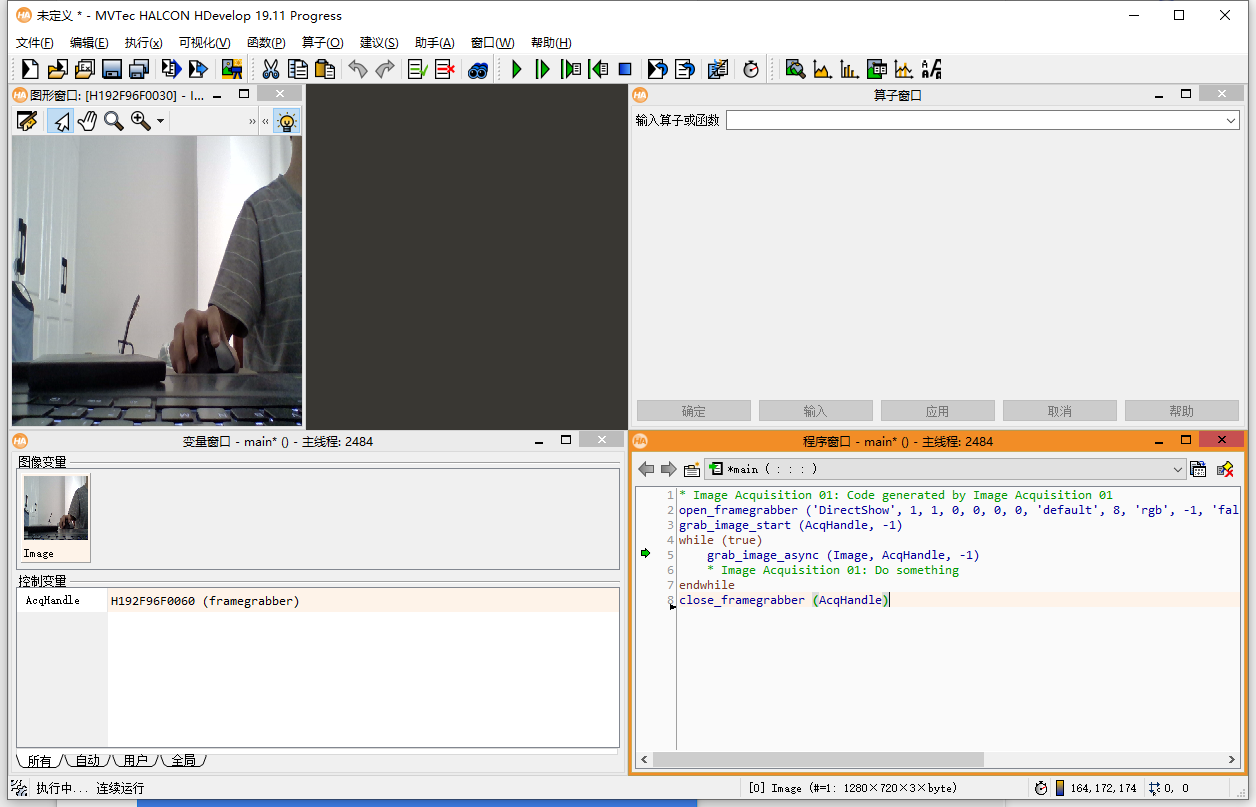 未定义 * - MVTec HALCON HDevelop 19.11 Progress
文件(F) 编辑(E) 执行(x) 可视化(V) 函数(P) 算子(O) 建议(S) 助手(A) 窗口(W) 帮助(H)
图形窗口: [H192F96F0030] - I...
算子窗口
输入算子或函数
确定 输入 应用 取消 帮助
变量窗口 - main* () - 主线程: 2484
图像变量
Image
控制变量
AcqHandle H192F96F0060 (framegrabber)
所有 自动 用户 全局
程序窗口 - main* () - 主线程: 2484
*main ( : : : )
1 * Image Acquisition 01: Code generated by Image Acquisition 01
2 open_framegrabber ('DirectShow', 1, 1, 0, 0, 0, 0, 'default', 8, 'rgb', -1, 'fal
3 grab_image_start (AcqHandle, -1)
4 while (true)
5 grab_image_async (Image, AcqHandle, -1)
6 * Image Acquisition 01: Do something
7 endwhile
8 close_framegrabber (AcqHandle)
执行中... 连续运行
[0] Image (#=1: 1280×720×3×byte)
164,172,174
0, 0